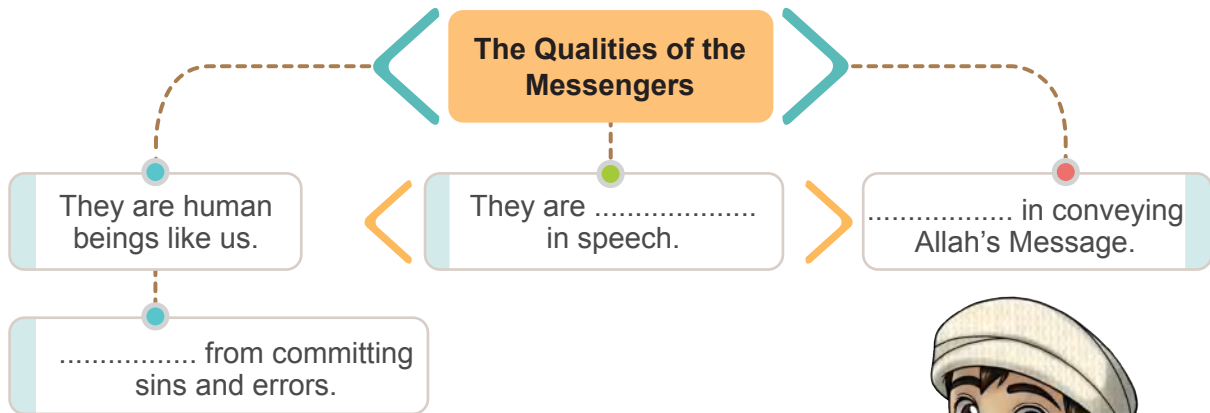 The Qualities of the
Messengers
They are human
beings like us.
They are .....................
in speech.
................... in conveying
Allah’s Message.
.................. from committing
sins and errors.